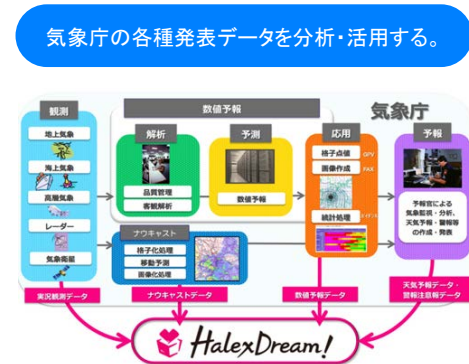 気象庁の各種発表データを分析・活用する。
気象庁
観測
地上気象
海上気象
高層気象
レーダー
気象衛星
数値予報
解析
品質管理
客観解析
予測
数値予報
応用
格子点値 GPV
画像作成 FAX
統計処理
予報
予報官による
気象監視・分析、
天気予報・警報等
の作成・発表
ナウキャスト
格子化処理
移動予測
画像化処理
実況観測データ
ナウキャストデータ
数値予報データ
天気予報データ・
警報注意報データ
HalexDream!